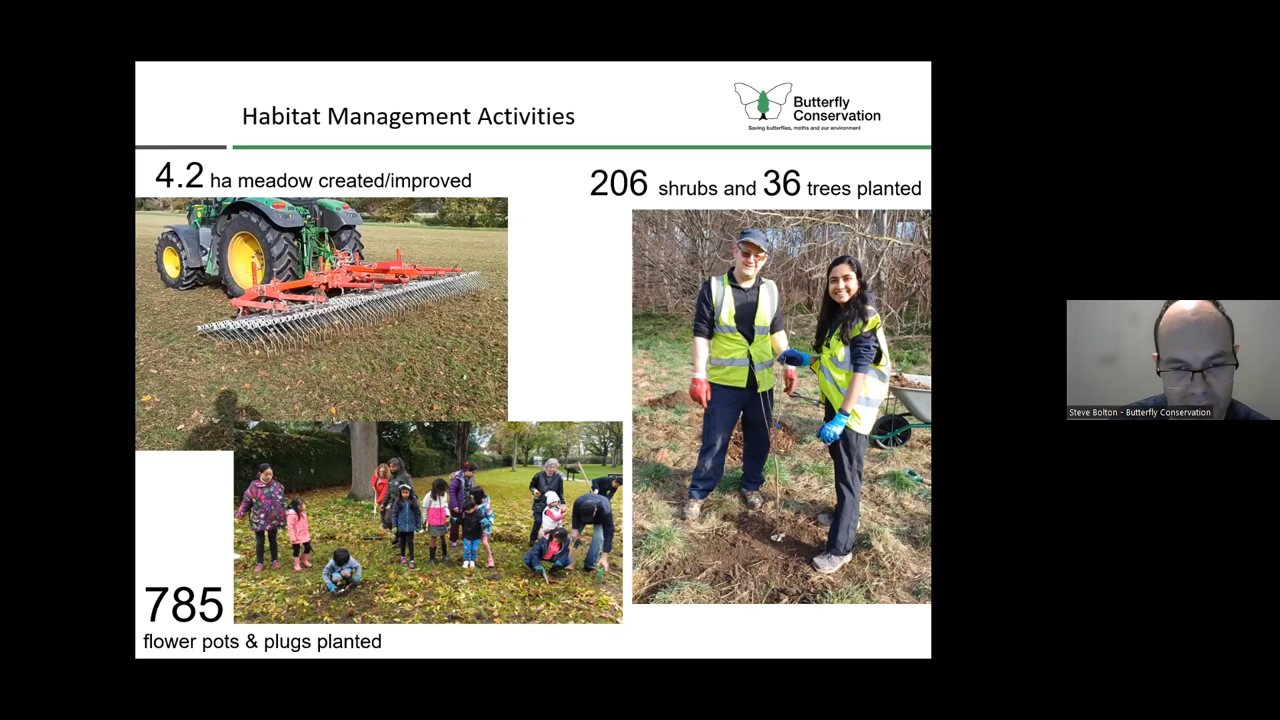 Habitat Management Activities
Butterfly
Conservation
Saving butterflies, moths and our environment
4.2 ha meadow created/improved
206 shrubs and 36 trees planted
785
flower pots & plugs planted
Steve Bolton - Butterfly Conservation